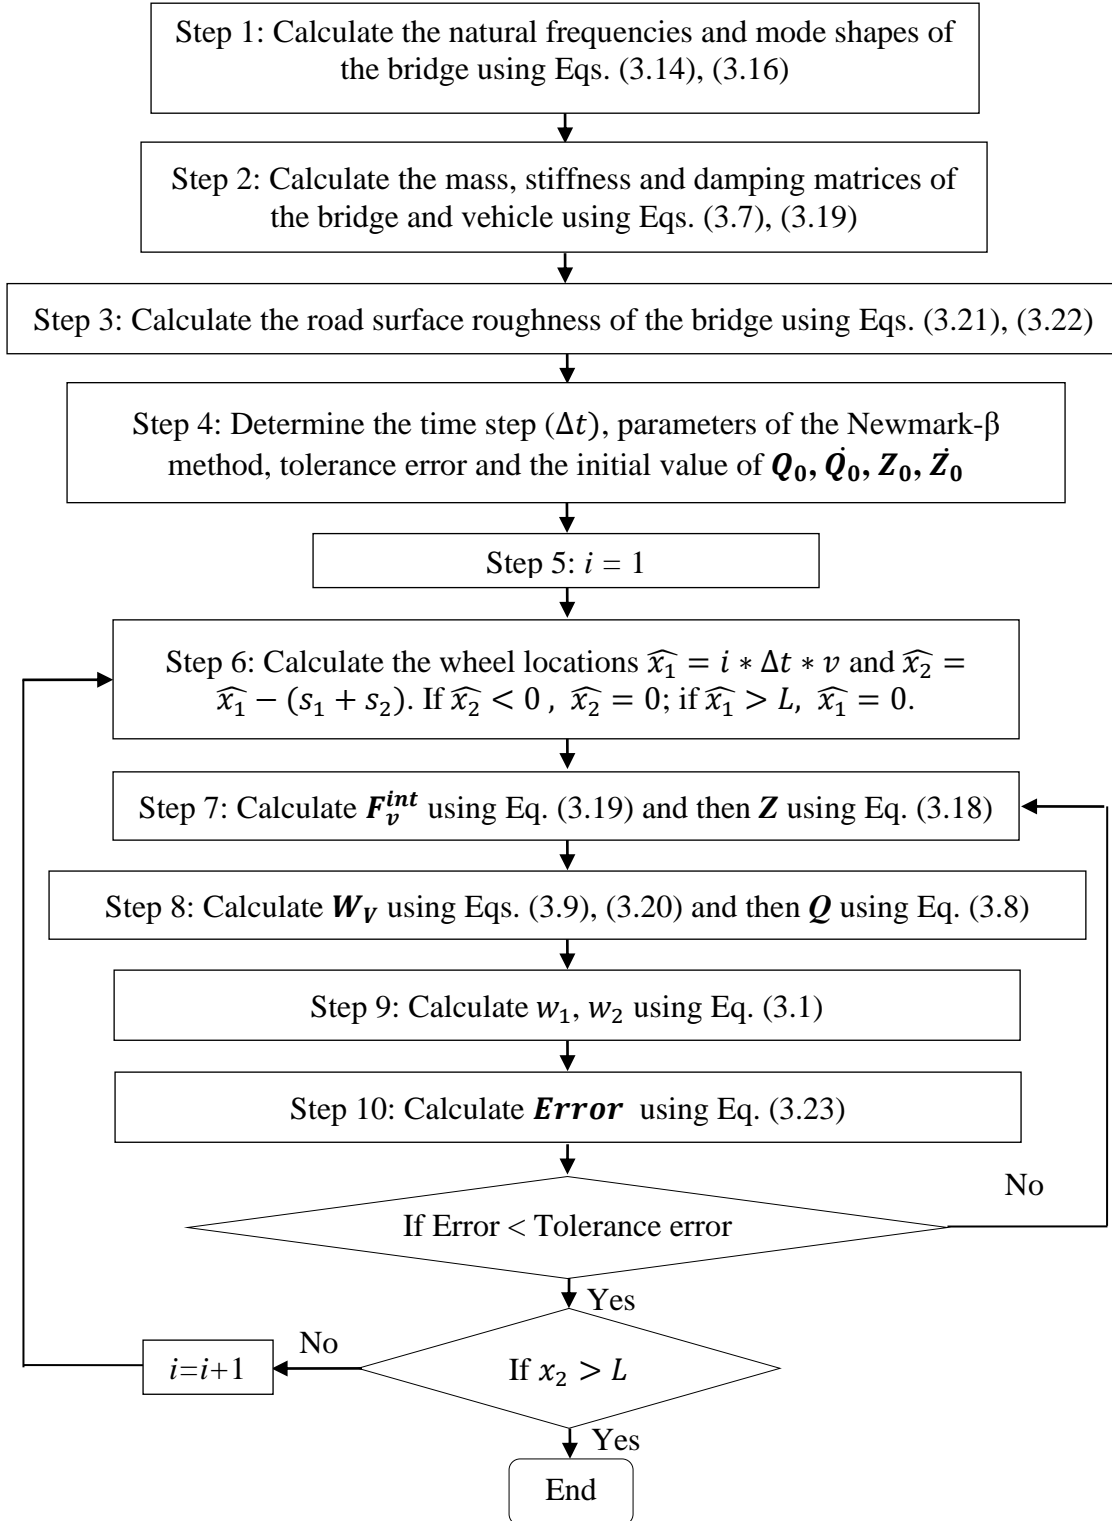 Step 1: Calculate the natural frequencies and mode shapes of
the bridge using Eqs. (3.14), (3.16)
Step 2: Calculate the mass, stiffness and damping matrices of
the bridge and vehicle using Eqs. (3.7), (3.19)
Step 3: Calculate the road surface roughness of the bridge using Eqs. (3.21), (3.22)
Step 4: Determine the time step (Δt), parameters of the Newmark-β
method, tolerance error and the initial value of Q₀, Q̇₀, Z₀, Ż₀
Step 5: i = 1
Step 6: Calculate the wheel locations x̂₁ = i * Δt * v and x̂₂ =
x̂₁ − (s₁ + s₂). If x̂₂ < 0 , x̂₂ = 0; if x̂₁ > L, x̂₁ = 0.
Step 7: Calculate F_v^int using Eq. (3.19) and then Z using Eq. (3.18)
Step 8: Calculate W_V using Eqs. (3.9), (3.20) and then Q using Eq. (3.8)
Step 9: Calculate w₁, w₂ using Eq. (3.1)
Step 10: Calculate Error using Eq. (3.23)
No
If Error < Tolerance error
Yes
No
i=i+1
If x₂ > L
Yes
End